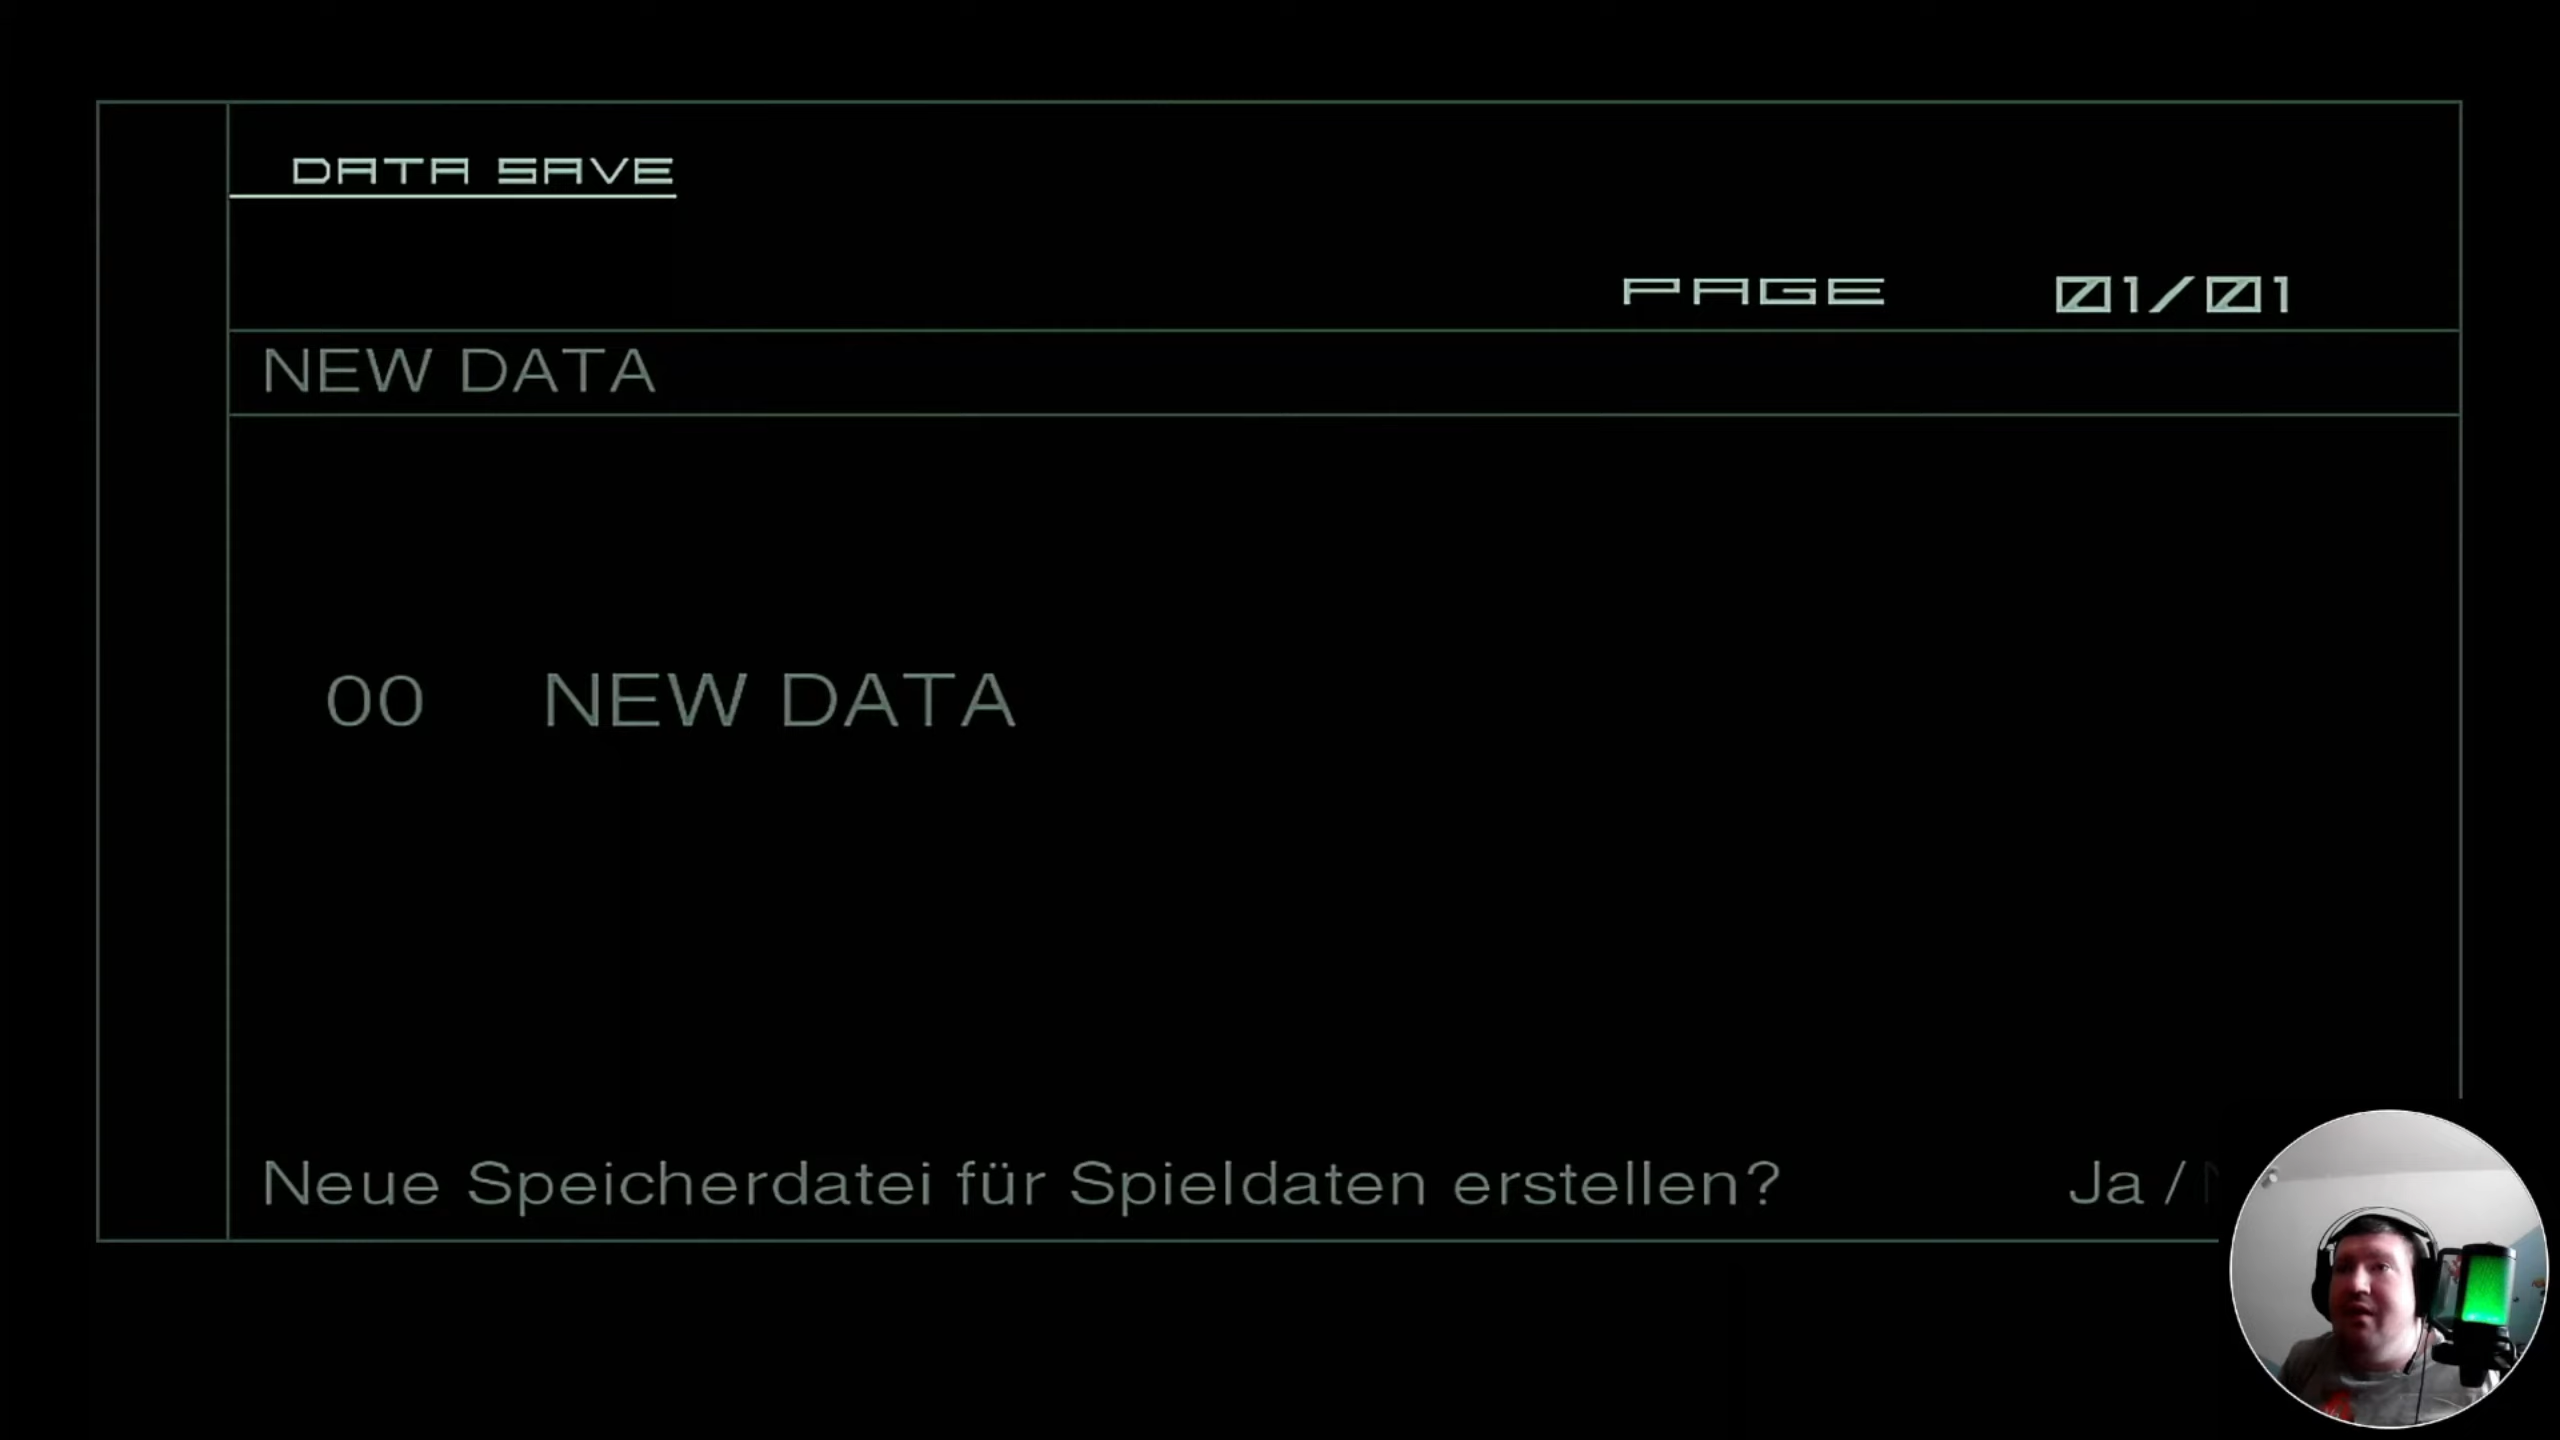 DATA SAVE
PAGE 01/01
NEW DATA
00 NEW DATA
Neue Speicherdatei für Spieldaten erstellen? Ja /